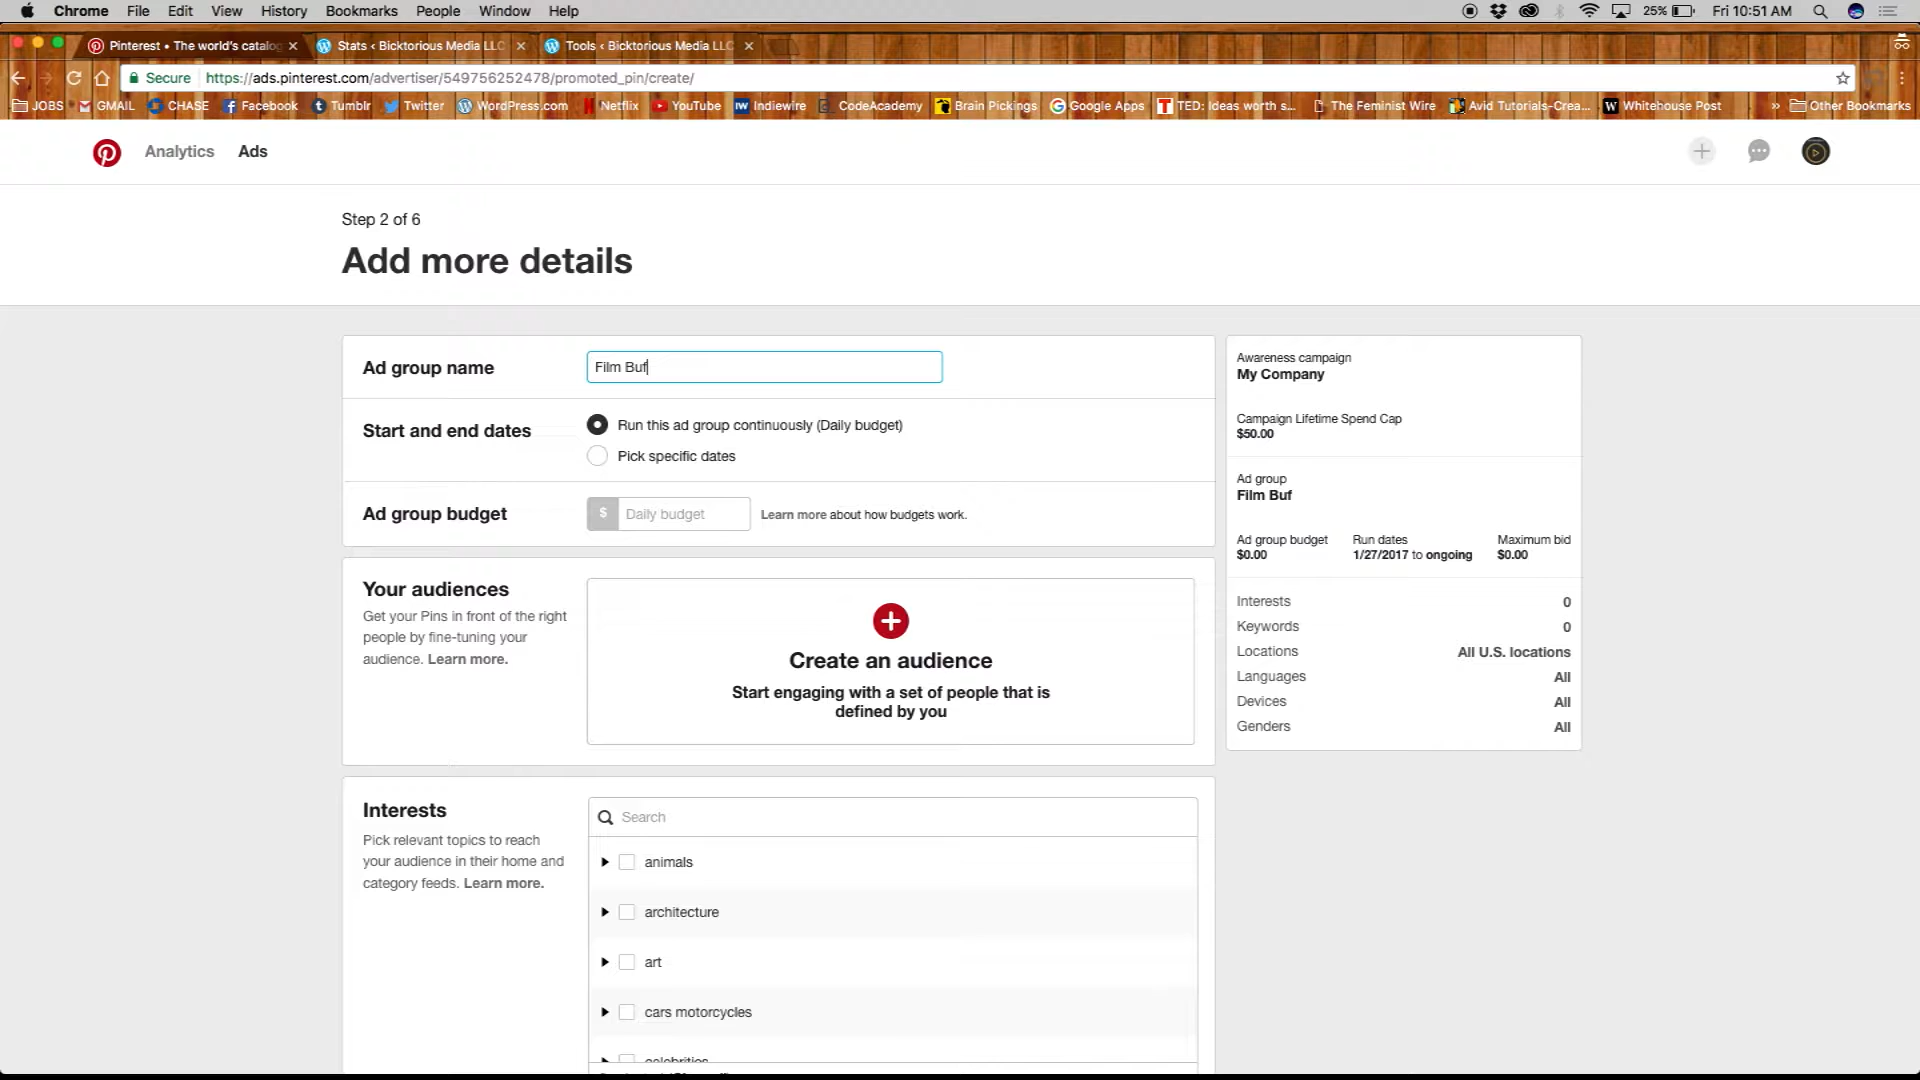 Chrome File Edit View History Bookmarks People Window Help 25% Fri 10:51 AM
Pinterest • The world's catalog Stats ‹ Bicktorious Media LLC Tools ‹ Bicktorious Media LLC
Secure https://ads.pinterest.com/advertiser/549756252478/promoted_pin/create/
JOBS GMAIL CHASE Facebook Tumblr Twitter WordPress.com Netflix YouTube Indiewire CodeAcademy Brain Pickings Google Apps TED: Ideas worth s... The Feminist Wire Avid Tutorials-Crea... Whitehouse Post » Other Bookmarks
Analytics Ads
Step 2 of 6
Add more details
Ad group name
Film Buf
Start and end dates
Run this ad group continuously (Daily budget)
Pick specific dates
Ad group budget
$ Daily budget
Learn more about how budgets work.
Your audiences
Get your Pins in front of the right
people by fine-tuning your
audience. Learn more.
Create an audience
Start engaging with a set of people that is
defined by you
Interests
Pick relevant topics to reach
your audience in their home and
category feeds. Learn more.
Search
animals
architecture
art
cars motorcycles
celebrities
Awareness campaign
My Company
Campaign Lifetime Spend Cap
$50.00
Ad group
Film Buf
Ad group budget Run dates Maximum bid
$0.00 1/27/2017 to ongoing $0.00
Interests 0
Keywords 0
Locations All U.S. locations
Languages All
Devices All
Genders All